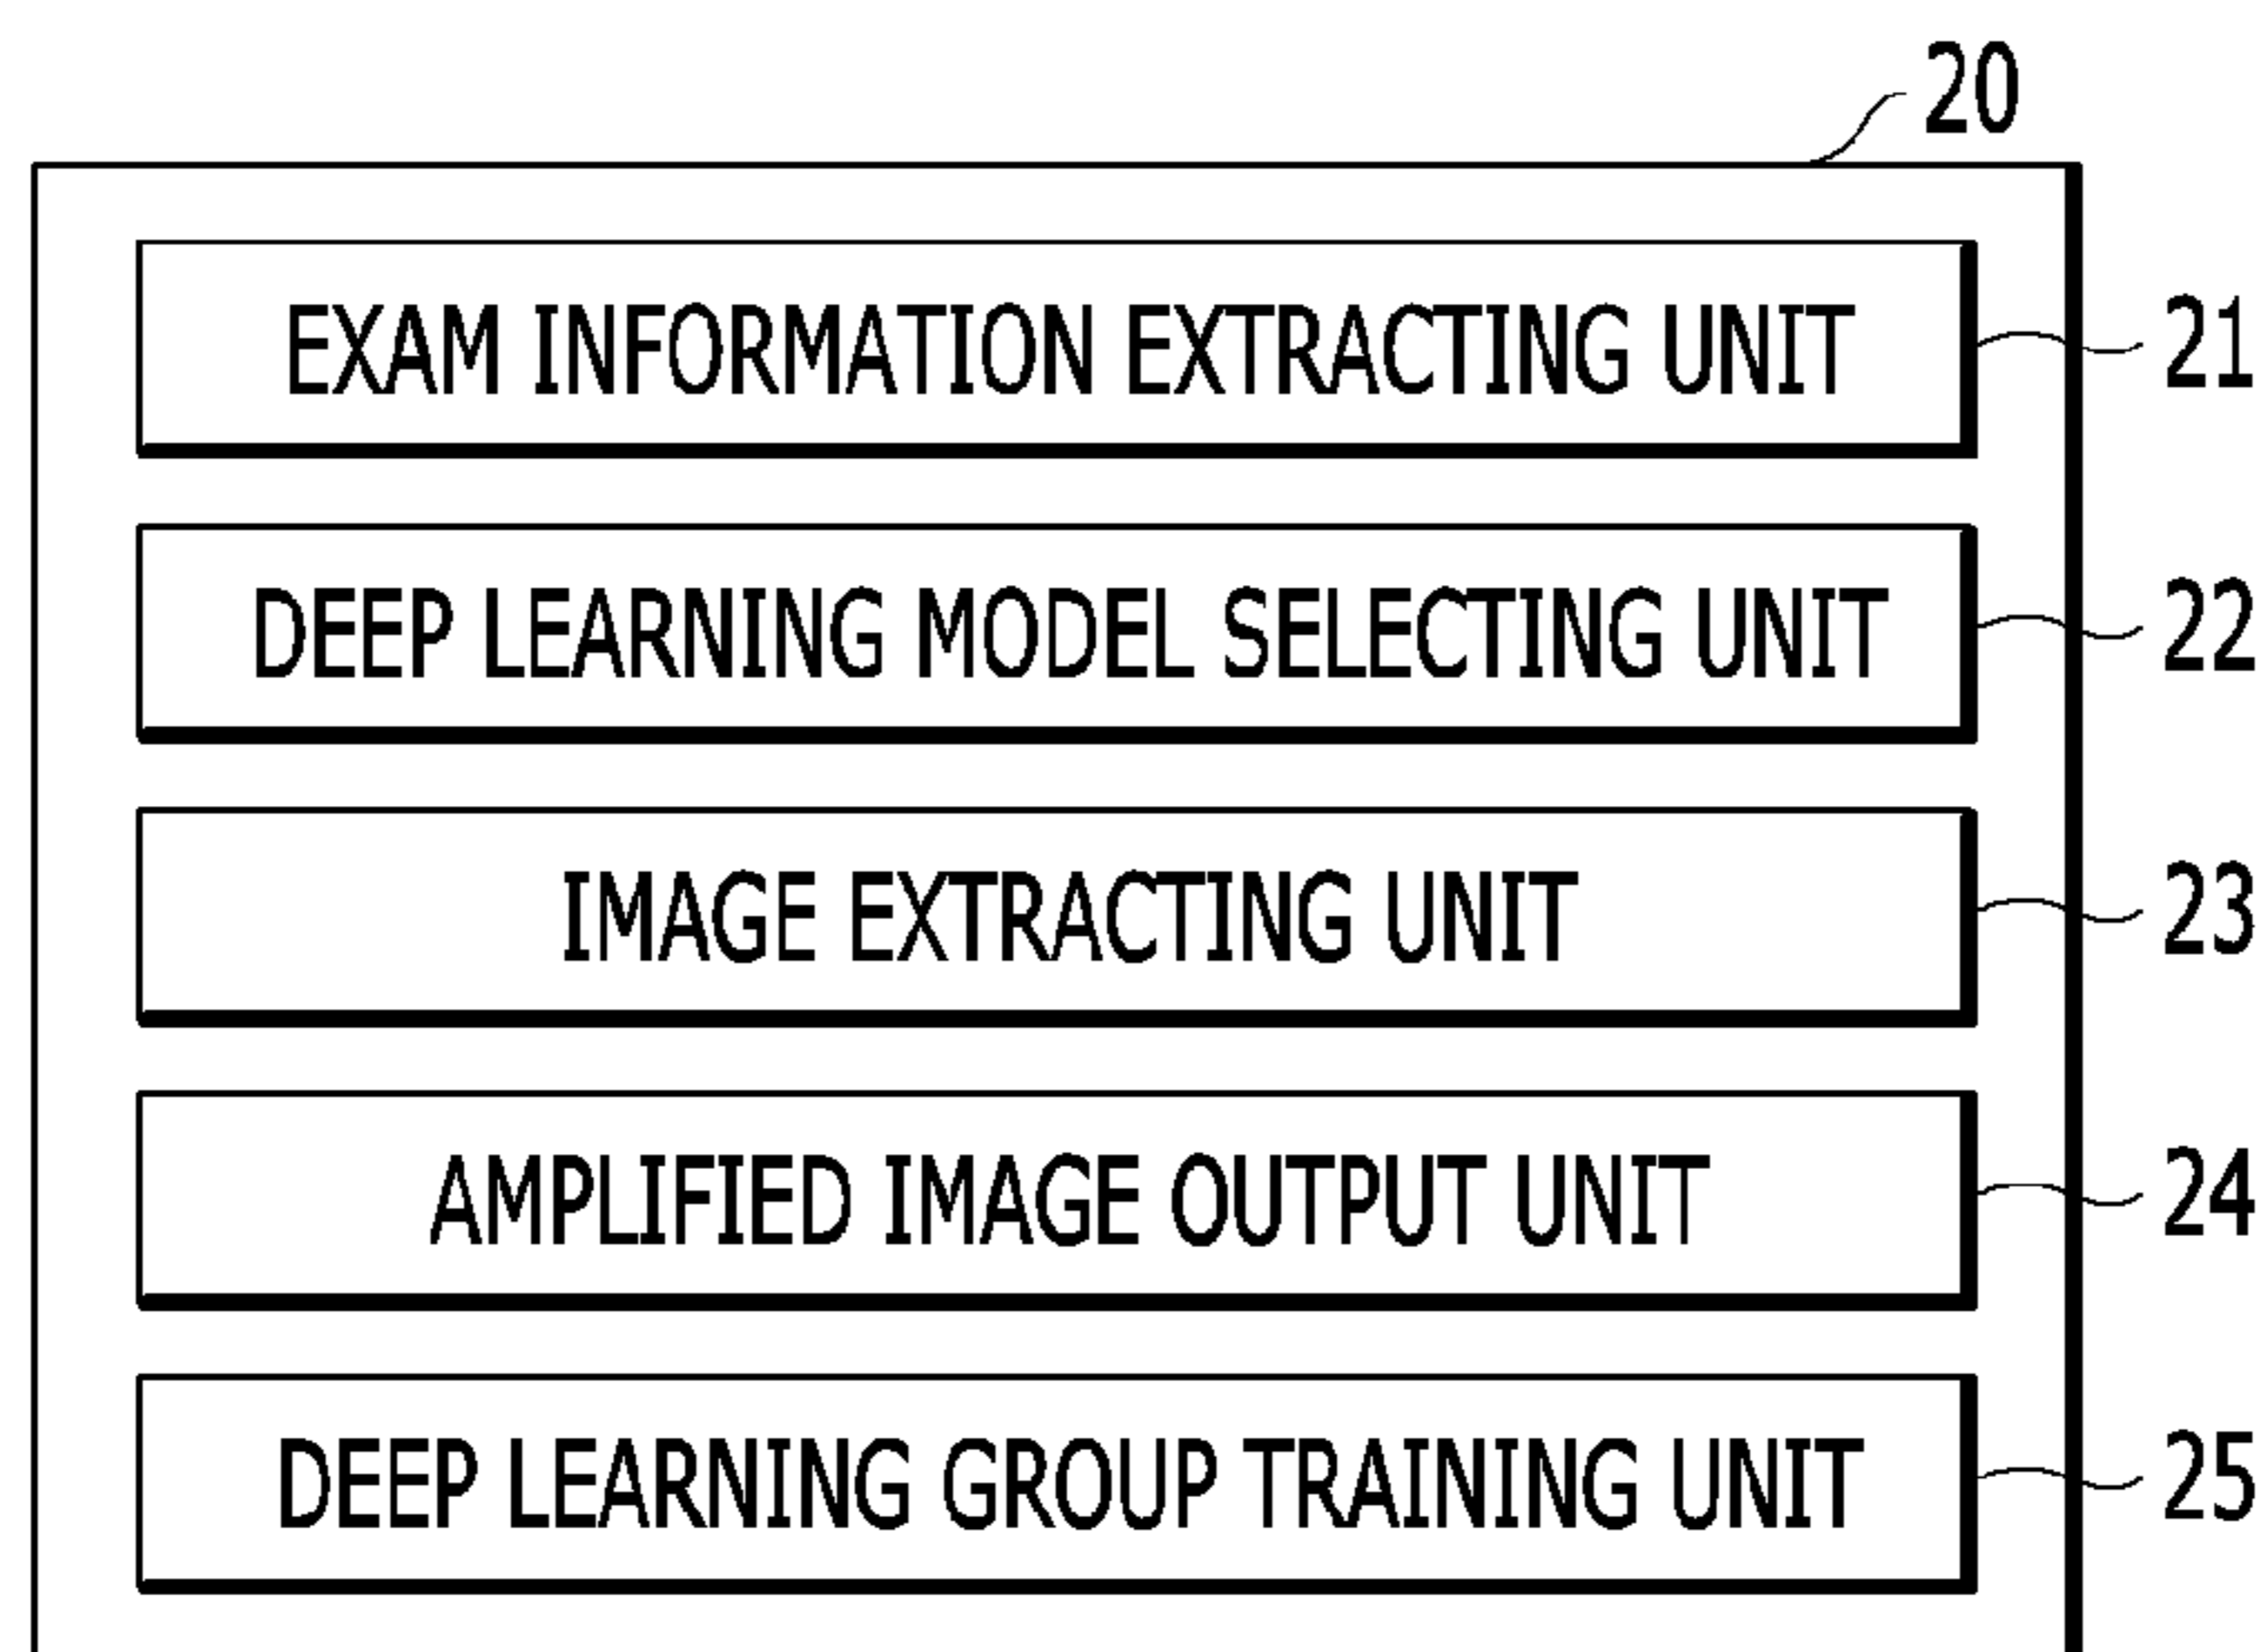 20
EXAM INFORMATION EXTRACTING UNIT 21
DEEP LEARNING MODEL SELECTING UNIT 22
IMAGE EXTRACTING UNIT 23
AMPLIFIED IMAGE OUTPUT UNIT 24
DEEP LEARNING GROUP TRAINING UNIT 25